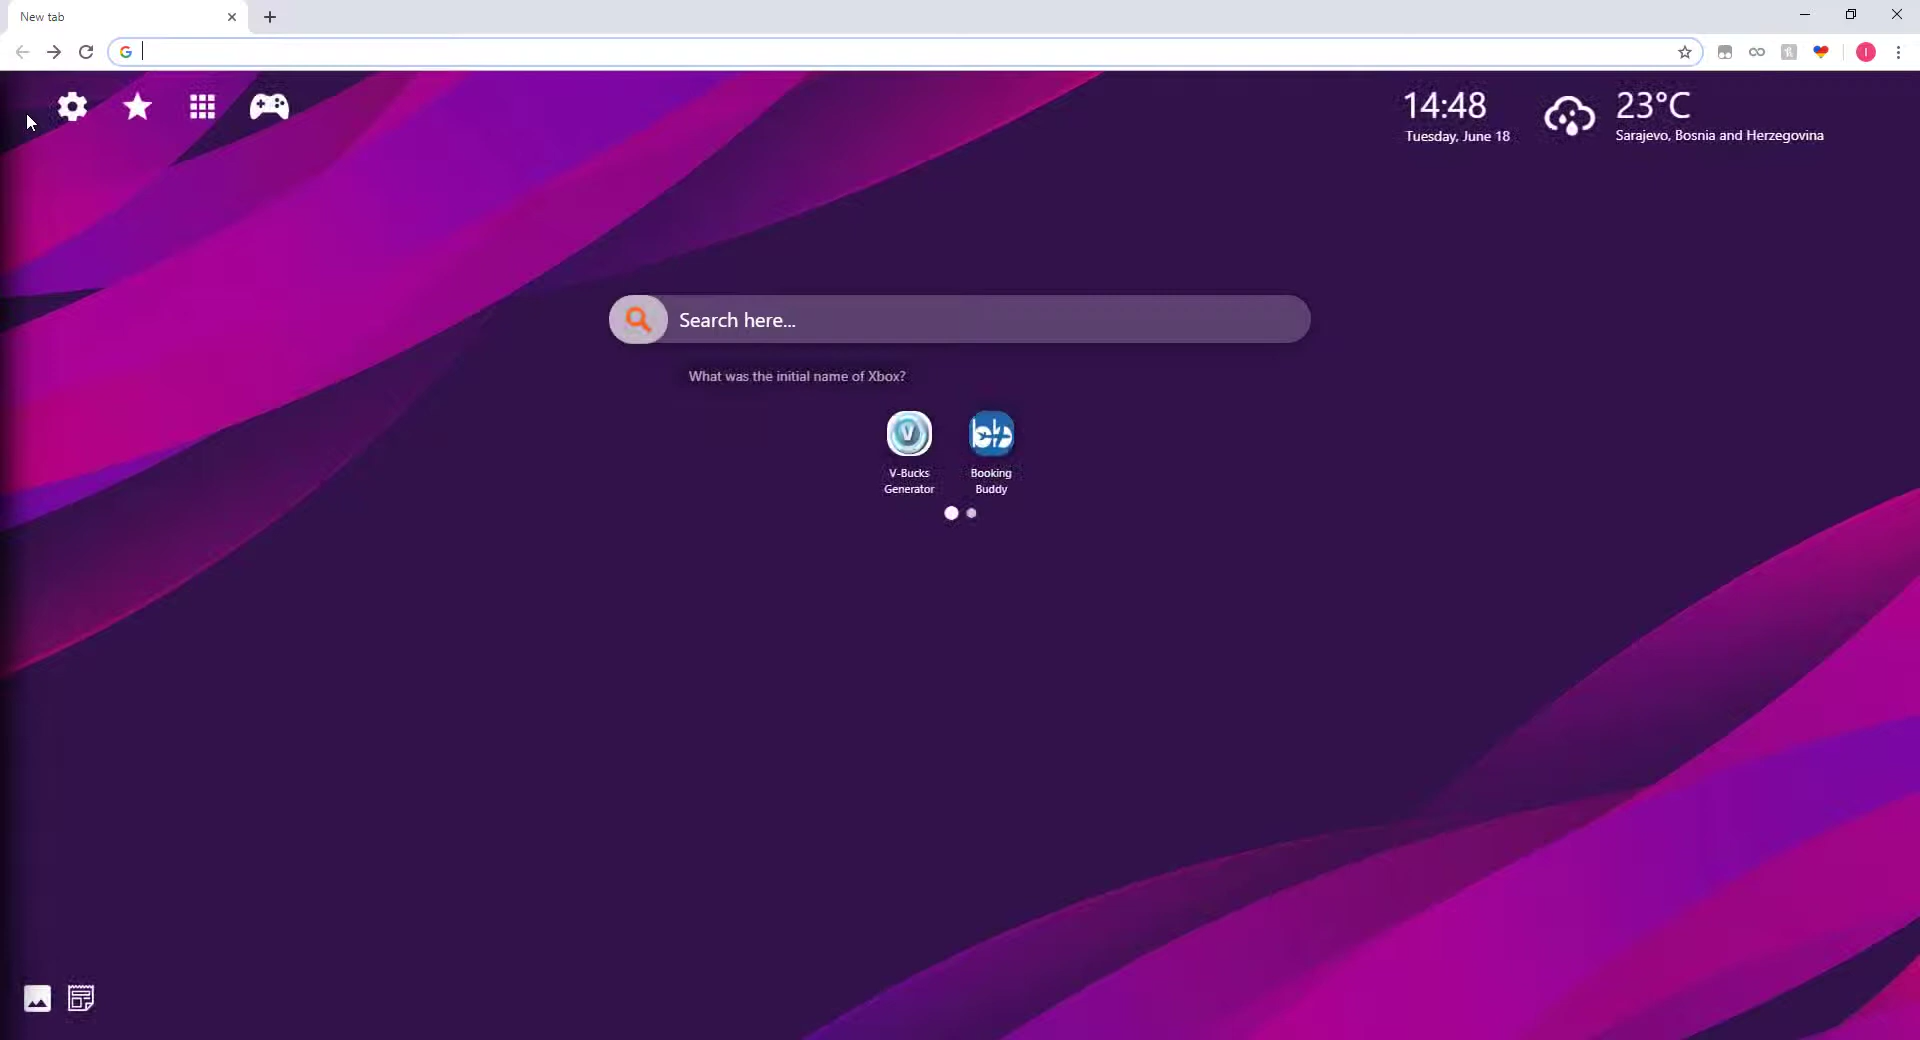 New tab
14:48
Tuesday, June 18
23°C
Sarajevo, Bosnia and Herzegovina
Search here...
What was the initial name of Xbox?
V-Bucks
Generator
Booking
Buddy